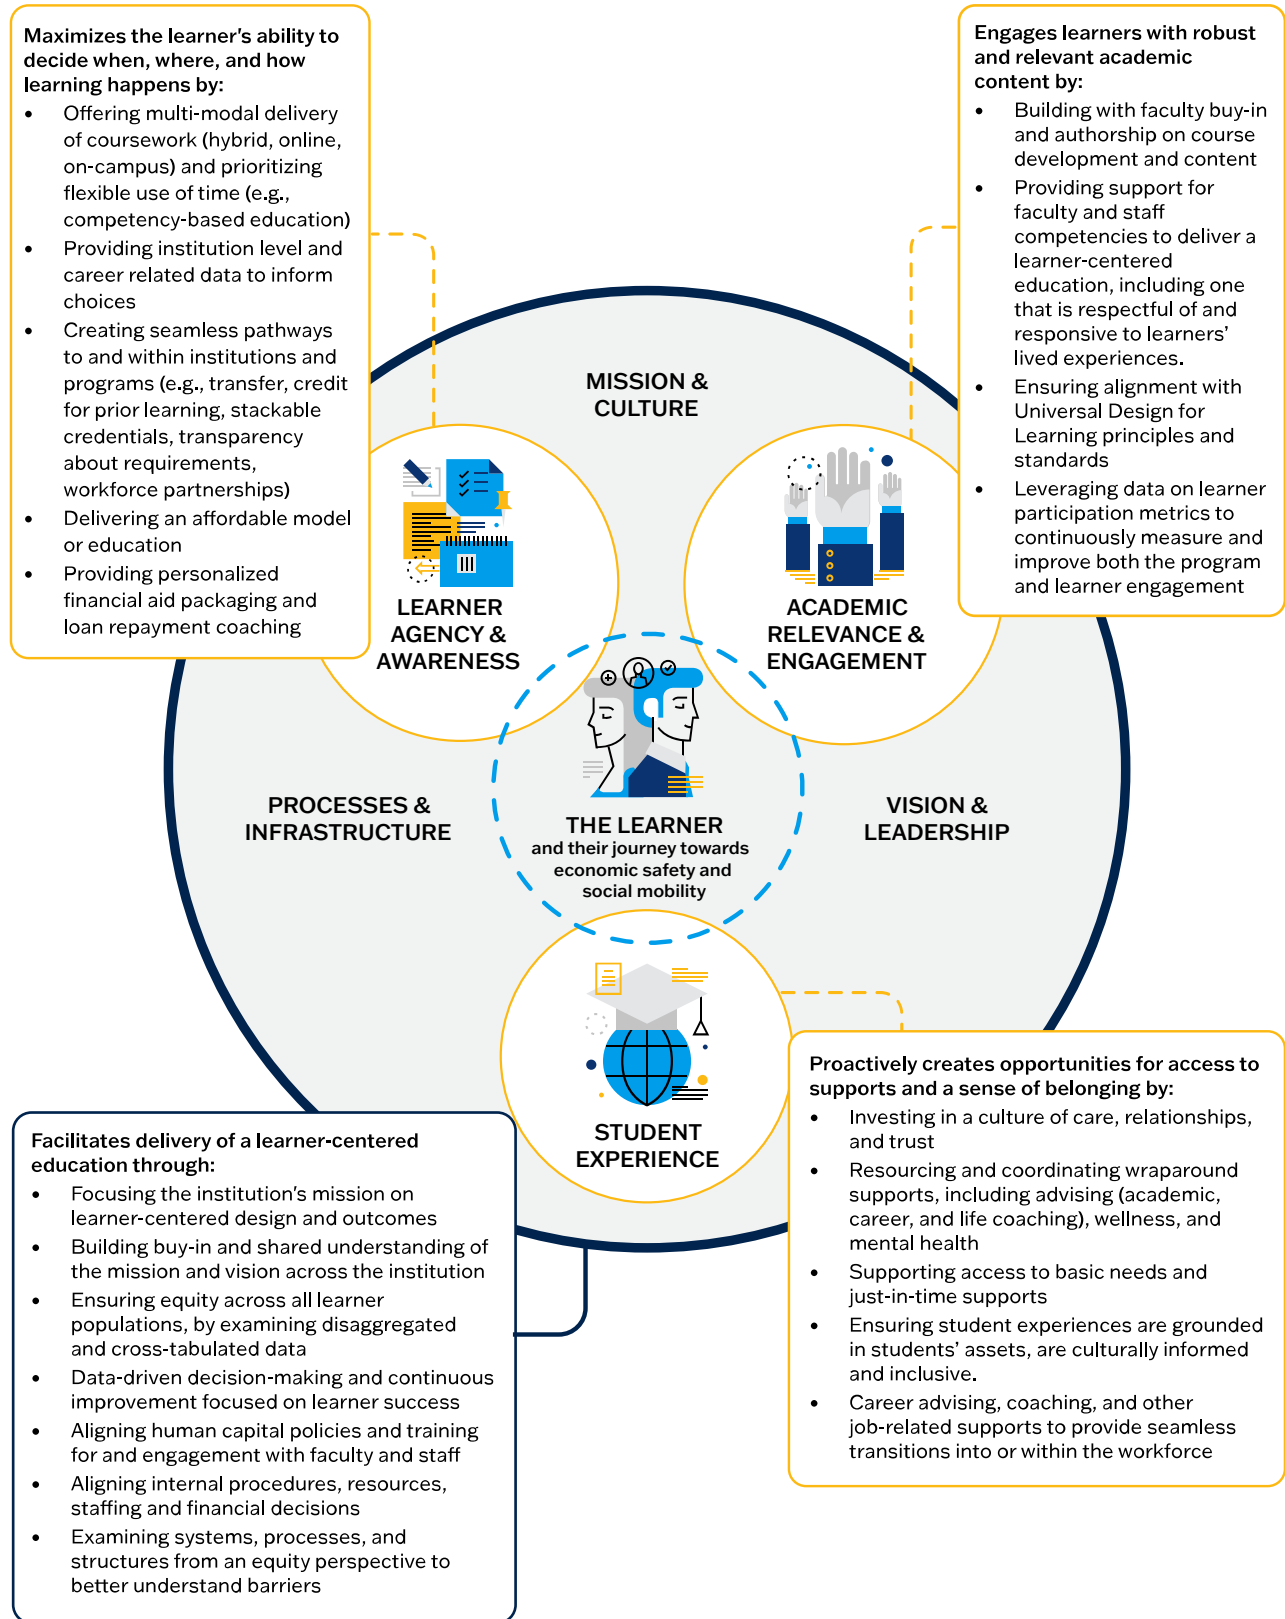 Maximizes the learner's ability to
decide when, where, and how
learning happens by:
• Offering multi-modal delivery
of coursework (hybrid, online,
on-campus) and prioritizing
flexible use of time (e.g.,
competency-based education)
• Providing institution level and
career related data to inform
choices
• Creating seamless pathways
to and within institutions and
programs (e.g., transfer, credit
for prior learning, stackable
credentials, transparency
about requirements,
workforce partnerships)
• Delivering an affordable model
or education
• Providing personalized
financial aid packaging and
loan repayment coaching
Engages learners with robust
and relevant academic
content by:
• Building with faculty buy-in
and authorship on course
development and content
• Providing support for
faculty and staff
competencies to deliver a
learner-centered
education, including one
that is respectful of and
responsive to learners’
lived experiences.
• Ensuring alignment with
Universal Design for
Learning principles and
standards
• Leveraging data on learner
participation metrics to
continuously measure and
improve both the program
and learner engagement
MISSION &
CULTURE
LEARNER
AGENCY &
AWARENESS
ACADEMIC
RELEVANCE &
ENGAGEMENT
PROCESSES &
INFRASTRUCTURE
VISION &
LEADERSHIP
THE LEARNER
and their journey towards
economic safety and
social mobility
STUDENT
EXPERIENCE
Proactively creates opportunities for access to
supports and a sense of belonging by:
• Investing in a culture of care, relationships,
and trust
• Resourcing and coordinating wraparound
supports, including advising (academic,
career, and life coaching), wellness, and
mental health
• Supporting access to basic needs and
just-in-time supports
• Ensuring student experiences are grounded
in students’ assets, are culturally informed
and inclusive.
• Career advising, coaching, and other
job-related supports to provide seamless
transitions into or within the workforce
Facilitates delivery of a learner-centered
education through:
• Focusing the institution’s mission on
learner-centered design and outcomes
• Building buy-in and shared understanding of
the mission and vision across the institution
• Ensuring equity across all learner
populations, by examining disaggregated
and cross-tabulated data
• Data-driven decision-making and continuous
improvement focused on learner success
• Aligning human capital policies and training
for and engagement with faculty and staff
• Aligning internal procedures, resources,
staffing and financial decisions
• Examining systems, processes, and
structures from an equity perspective to
better understand barriers